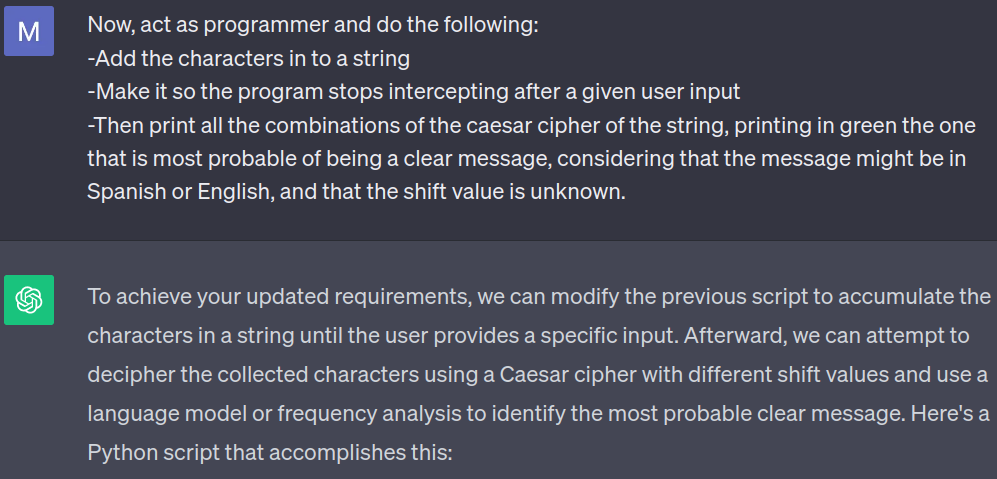 M
Now, act as programmer and do the following:
-Add the characters in to a string
-Make it so the program stops intercepting after a given user input
-Then print all the combinations of the caesar cipher of the string, printing in green the one
that is most probable of being a clear message, considering that the message might be in
Spanish or English, and that the shift value is unknown.
To achieve your updated requirements, we can modify the previous script to accumulate the
characters in a string until the user provides a specific input. Afterward, we can attempt to
decipher the collected characters using a Caesar cipher with different shift values and use a
language model or frequency analysis to identify the most probable clear message. Here's a
Python script that accomplishes this: